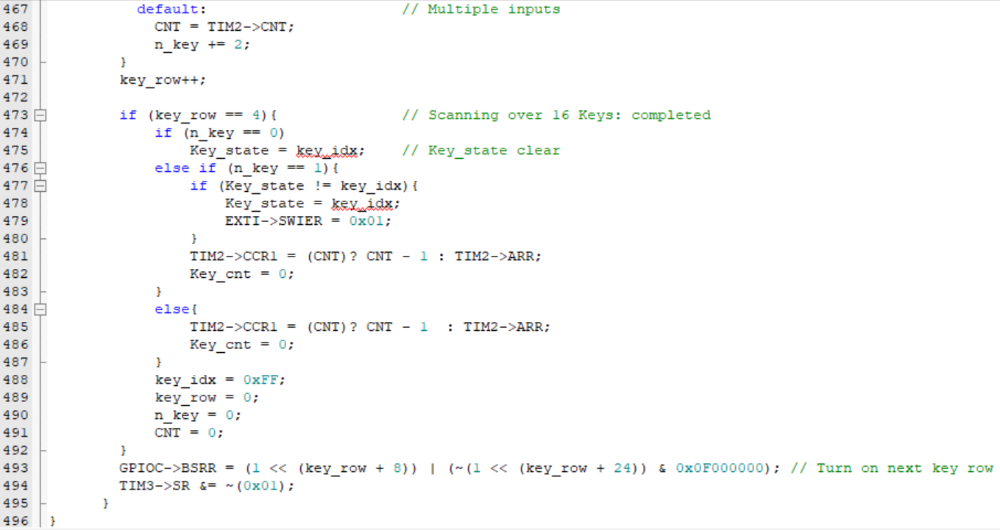 467 default: // Multiple inputs
468 CNT = TIM2->CNT;
469 n_key += 2;
470 }
471 key_row++;
472
473 if (key_row == 4){ // Scanning over 16 Keys: completed
474 if (n_key == 0)
475 Key_state = key_idx; // Key_state clear
476 else if (n_key == 1){
477 if (Key_state != key_idx){
478 Key_state = key_idx;
479 EXTI->SWIER = 0x01;
480 }
481 TIM2->CCR1 = (CNT)? CNT - 1 : TIM2->ARR;
482 Key_cnt = 0;
483 }
484 else{
485 TIM2->CCR1 = (CNT)? CNT - 1  : TIM2->ARR;
486 Key_cnt = 0;
487 }
488 key_idx = 0xFF;
489 key_row = 0;
490 n_key = 0;
491 CNT = 0;
492 }
493 GPIOC->BSRR = (1 << (key_row + 8)) | (~(1 << (key_row + 24)) & 0x0F000000); // Turn on next key row
494 TIM3->SR &= ~(0x01);
495 }
496 }